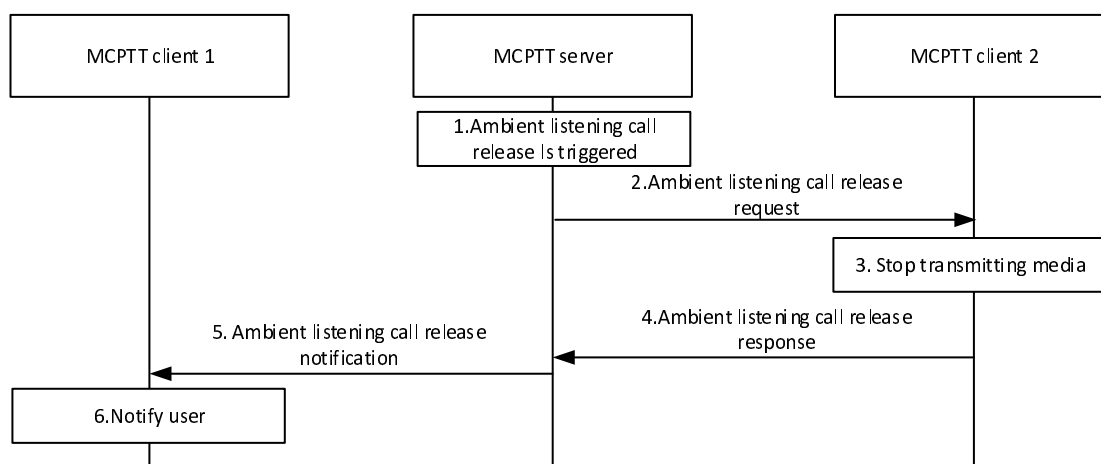 MCPTT client 1
MCPTT server
MCPTT client 2
1.Ambient listening call
release Is triggered
2.Ambient listening call release
request
3. Stop transmitting media
4.Ambient listening call release
response
5. Ambient listening call release
notification
6.Notify user